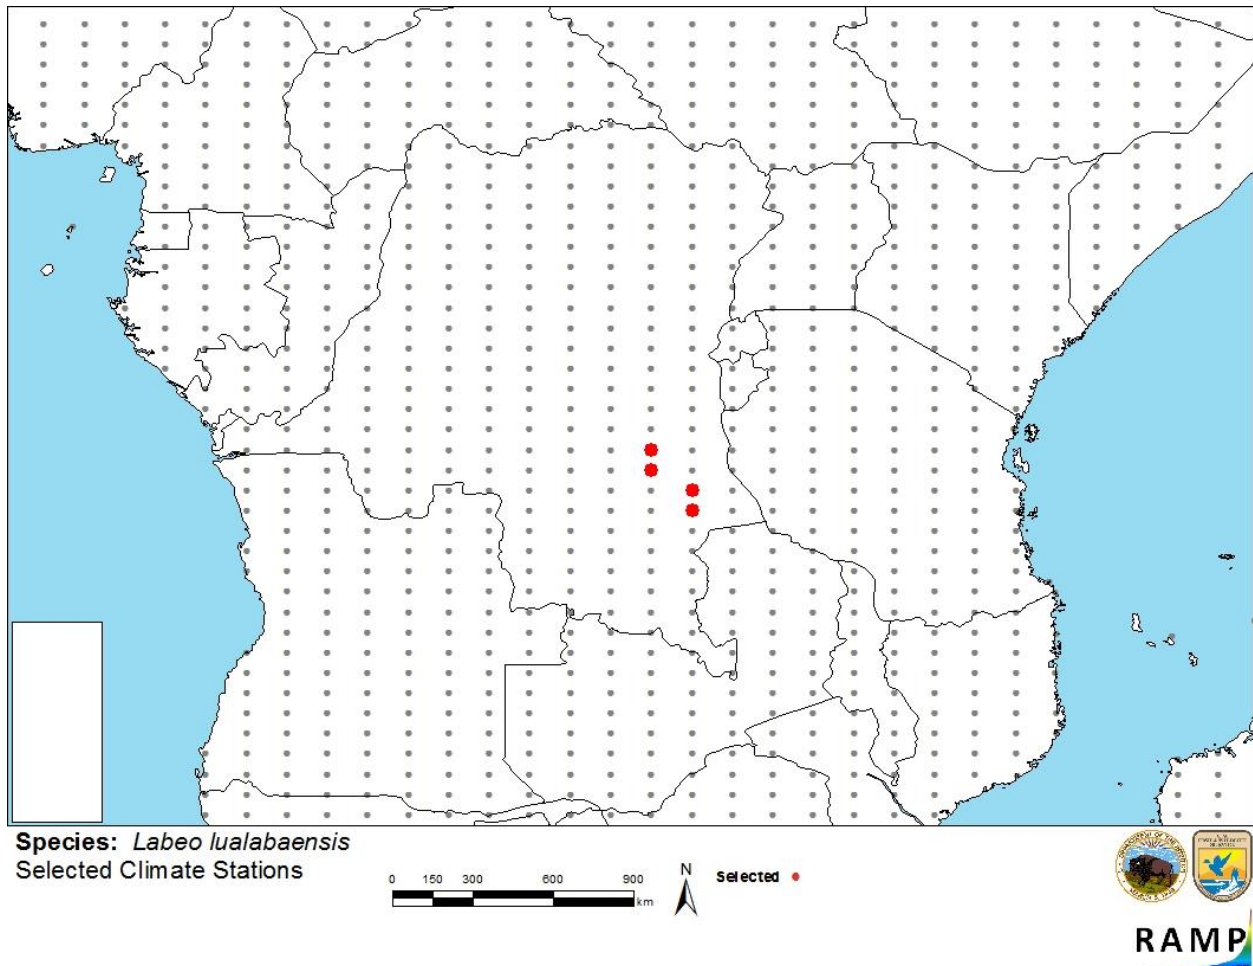 Species: Labeo lualabaensis
Selected Climate Stations
0 150 300 600 900
km
N
Selected
RAMP